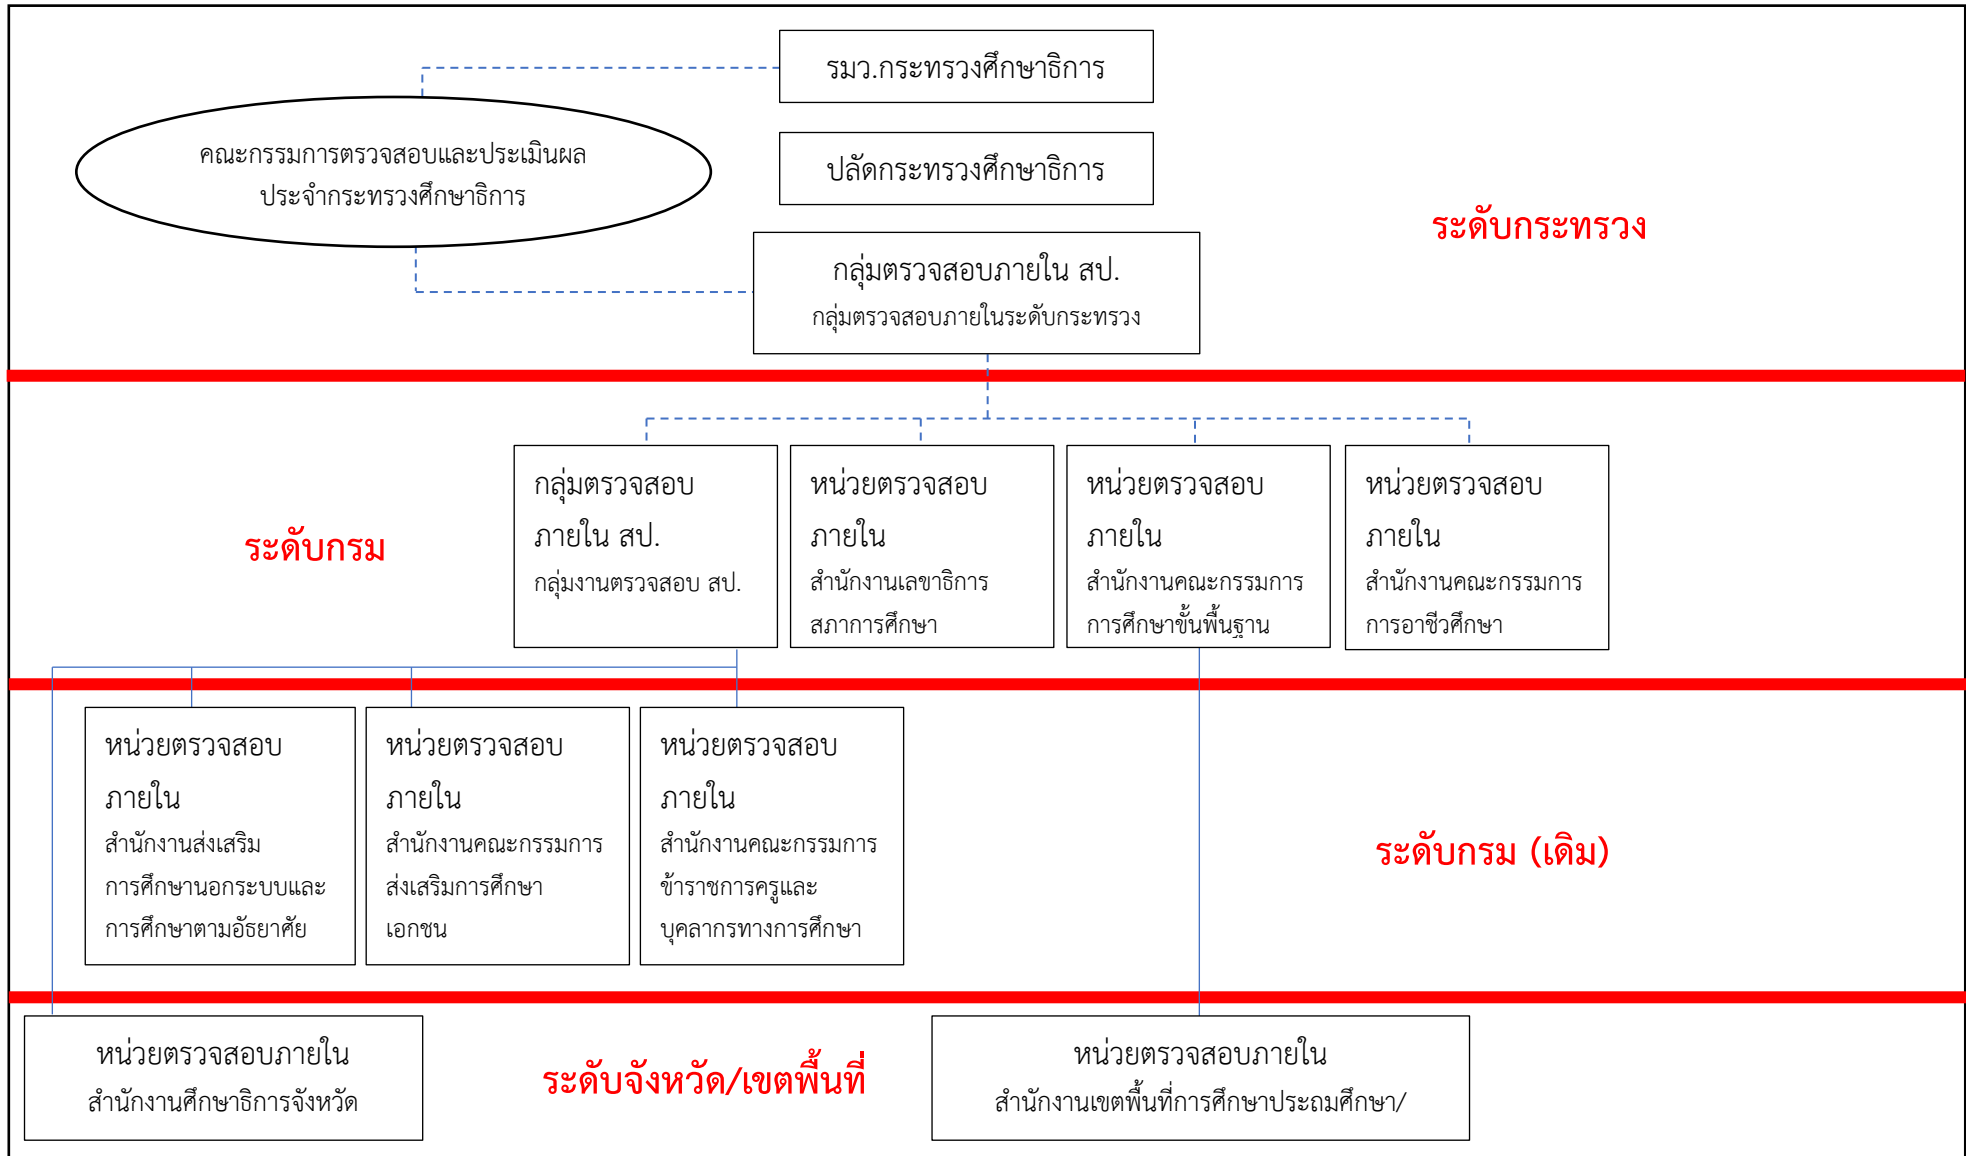 รมว.กระทรวงศึกษาธิการ
คณะกรรมการตรวจสอบและประเมินผล
ประจำกระทรวงศึกษาธิการ
ปลัดกระทรวงศึกษาธิการ
ระดับกระทรวง
กลุ่มตรวจสอบภายใน สป.
กลุ่มตรวจสอบภายในระดับกระทรวง
ระดับกรม
กลุ่มตรวจสอบ
ภายใน สป.
กลุ่มงานตรวจสอบ สป.
หน่วยตรวจสอบ
ภายใน
สำนักงานเลขาธิการ
สภาการศึกษา
หน่วยตรวจสอบ
ภายใน
สำนักงานคณะกรรมการ
การศึกษาขั้นพื้นฐาน
หน่วยตรวจสอบ
ภายใน
สำนักงานคณะกรรมการ
การอาชีวศึกษา
หน่วยตรวจสอบ
ภายใน
สำนักงานส่งเสริม
การศึกษานอกระบบและ
การศึกษาตามอัธยาศัย
หน่วยตรวจสอบ
ภายใน
สำนักงานคณะกรรมการ
ส่งเสริมการศึกษา
เอกชน
หน่วยตรวจสอบ
ภายใน
สำนักงานคณะกรรมการ
ข้าราชการครูและ
บุคลากรทางการศึกษา
ระดับกรม (เดิม)
หน่วยตรวจสอบภายใน
สำนักงานศึกษาธิการจังหวัด
ระดับจังหวัด/เขตพื้นที่
หน่วยตรวจสอบภายใน
สำนักงานเขตพื้นที่การศึกษาประถมศึกษา/